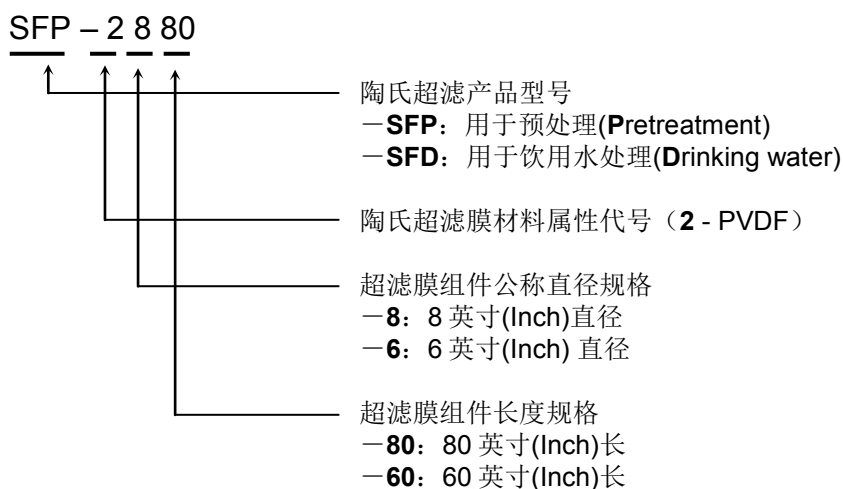 SFP – 2 8 80
陶氏超滤产品型号
－SFP：用于预处理(Pretreatment)
－SFD：用于饮用水处理(Drinking water)
陶氏超滤膜材料属性代号（2 - PVDF）
超滤膜组件公称直径规格
－8：8 英寸(Inch)直径
－6：6 英寸(Inch) 直径
超滤膜组件长度规格
－80：80 英寸(Inch)长
－60：60 英寸(Inch)长